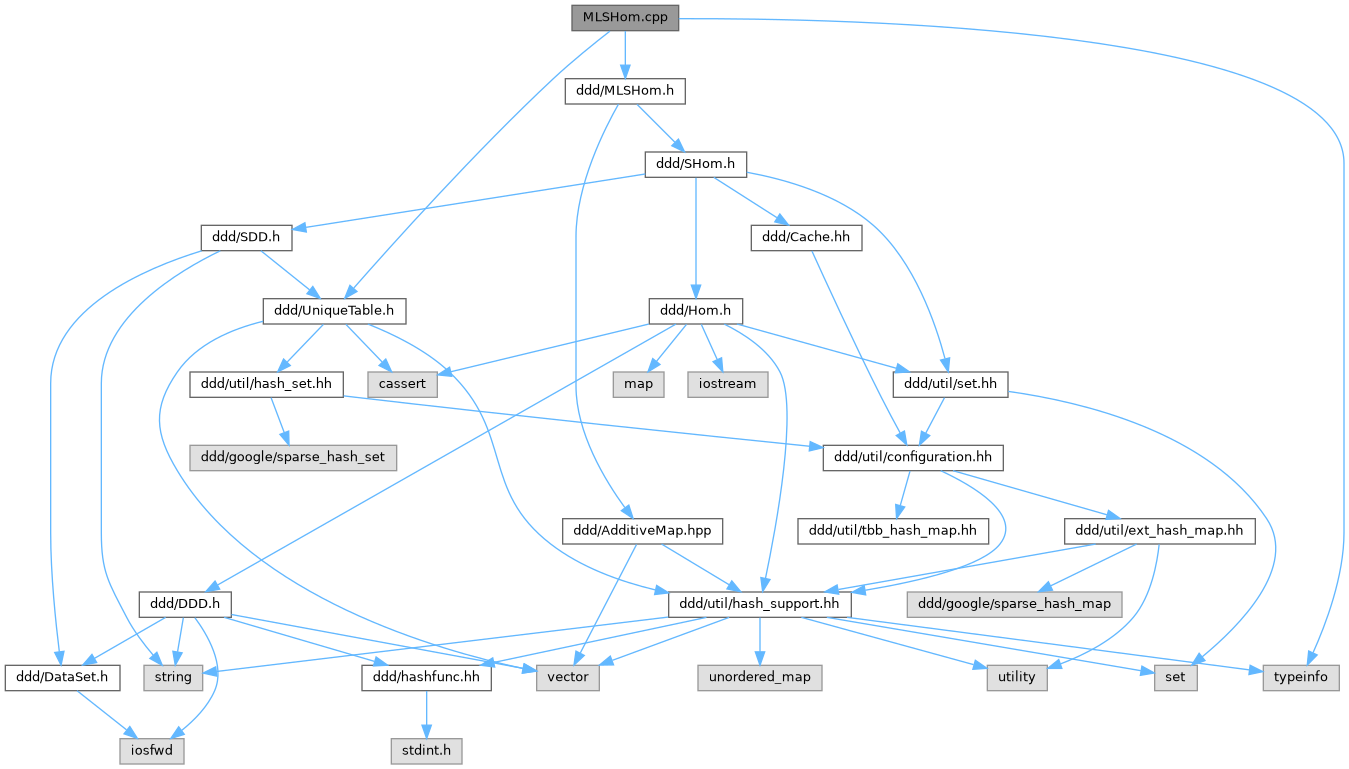 MLSHom.cpp
ddd/MLSHom.h
ddd/SHom.h
ddd/SDD.h
ddd/Cache.hh
ddd/UniqueTable.h
ddd/Hom.h
ddd/util/hash_set.hh
cassert
map
iostream
ddd/util/set.hh
ddd/google/sparse_hash_set
ddd/util/configuration.hh
ddd/AdditiveMap.hpp
ddd/util/tbb_hash_map.hh
ddd/util/ext_hash_map.hh
ddd/DDD.h
ddd/util/hash_support.hh
ddd/google/sparse_hash_map
ddd/DataSet.h
string
ddd/hashfunc.hh
vector
unordered_map
utility
set
typeinfo
iosfwd
stdint.h